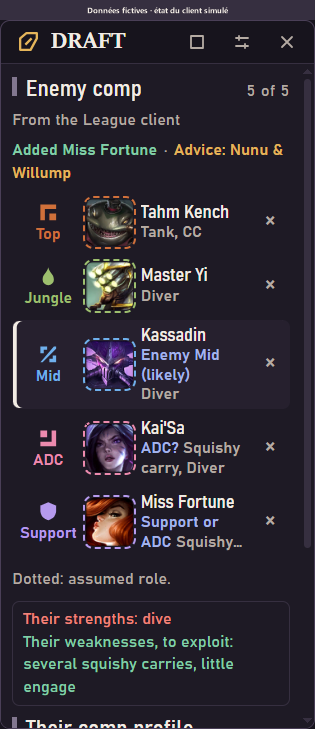 Données fictives · état du client simulé
DRAFT
Enemy comp
5 of 5
From the League client
Added Miss Fortune · Advice: Nunu &
Willump
Top
Tahm Kench
Tank, CC
×
Jungle
Master Yi
Diver
×
Mid
Kassadin
Enemy Mid
(likely)
Diver
×
ADC
Kai'Sa
ADC? Squishy
carry, Diver
×
Support
Miss Fortune
Support or
ADC Squishy...
×
Dotted: assumed role.
Their strengths: dive
Their weaknesses, to exploit:
several squishy carries, little
engage
Their comp profile